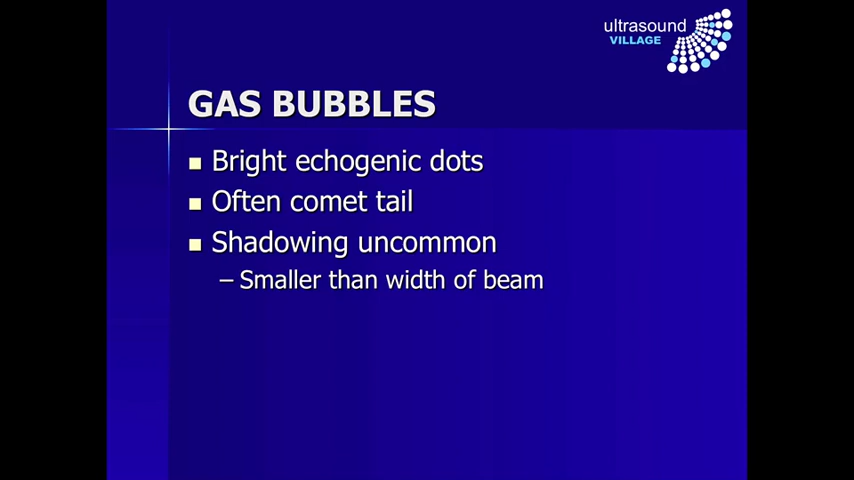 ultrasound
VILLAGE
GAS BUBBLES
Bright echogenic dots
Often comet tail
Shadowing uncommon
– Smaller than width of beam